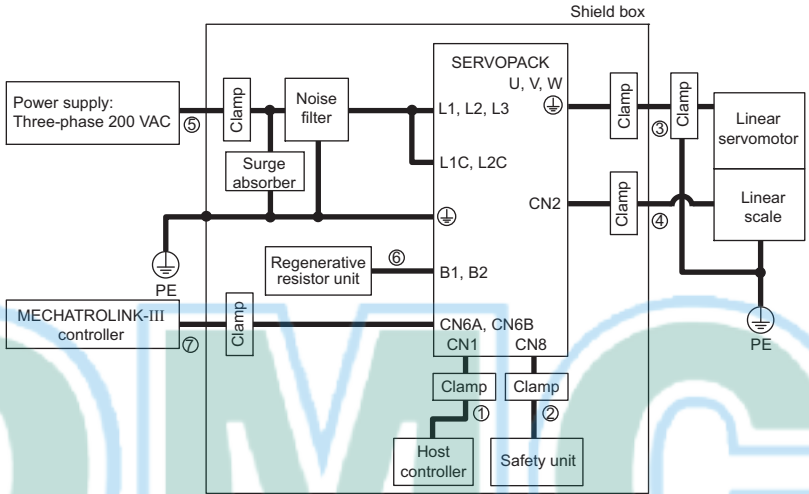 Shield box
SERVOPACK
U, V, W
Power supply:
Three-phase 200 VAC
⑤
Clamp
Noise
filter
L1, L2, L3
Clamp
③
Clamp
Linear
servomotor
Surge
absorber
L1C, L2C
CN2
Clamp
④
Linear
scale
PE
Regenerative
resistor unit
⑥
B1, B2
MECHATROLINK-III
controller
⑦
Clamp
CN6A, CN6B
PE
CN1
CN8
Clamp
Clamp
①
②
Host
controller
Safety unit
OMC